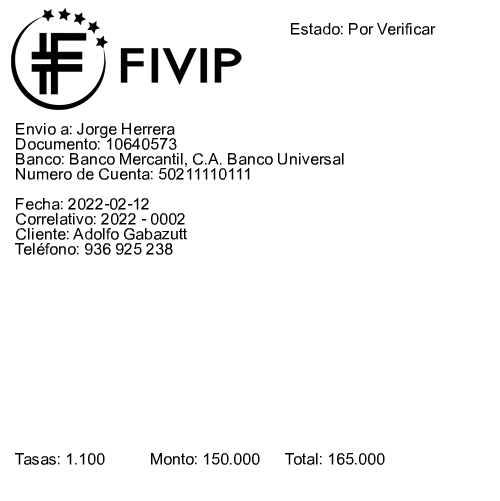 Estado: Por Verificar
FIVIP
Envio a: Jorge Herrera
Documento: 10640573
Banco: Banco Mercantil, C.A. Banco Universal
Numero de Cuenta: 50211110111
Fecha: 2022-02-12
Correlativo: 2022 - 0002
Cliente: Adolfo Gabazutt
Teléfono: 936 925 238
Tasas: 1.100 Monto: 150.000 Total: 165.000